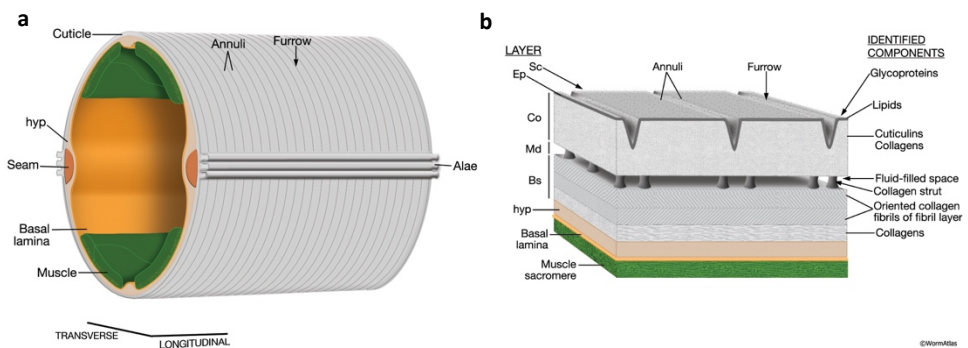 a
Cuticle
Annuli
Furrow
hyp
Seam
Alae
Basal
lamina
Muscle
TRANSVERSE
LONGITUDINAL
b
LAYER
IDENTIFIED
COMPONENTS
Sc
Ep
Annuli
Furrow
Glycoproteins
Lipids
Co
Cuticulins
Collagens
Md
Fluid-filled space
Bs
Collagen strut
Oriented collagen
fibrils of fibril layer
hyp
Collagens
Basal
lamina
Muscle
sacromere
©WormAtlas